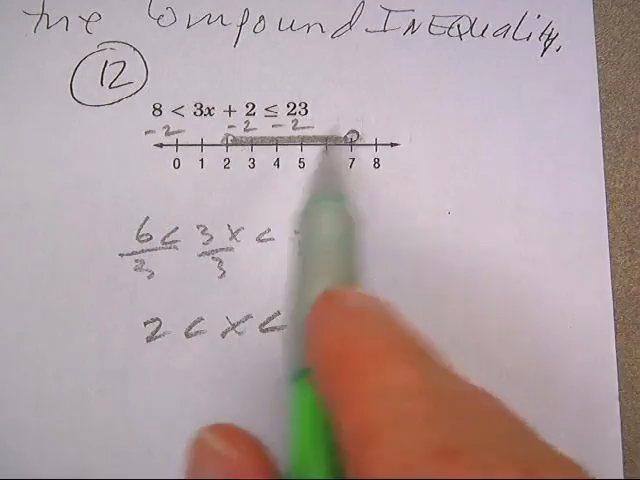 the Compound INEQUality.
12
8 < 3x + 2 ≤ 23
-2 -2 -2
0 1 2 3 4 5 7 8
6 < 3x <
3 3
2 < x <